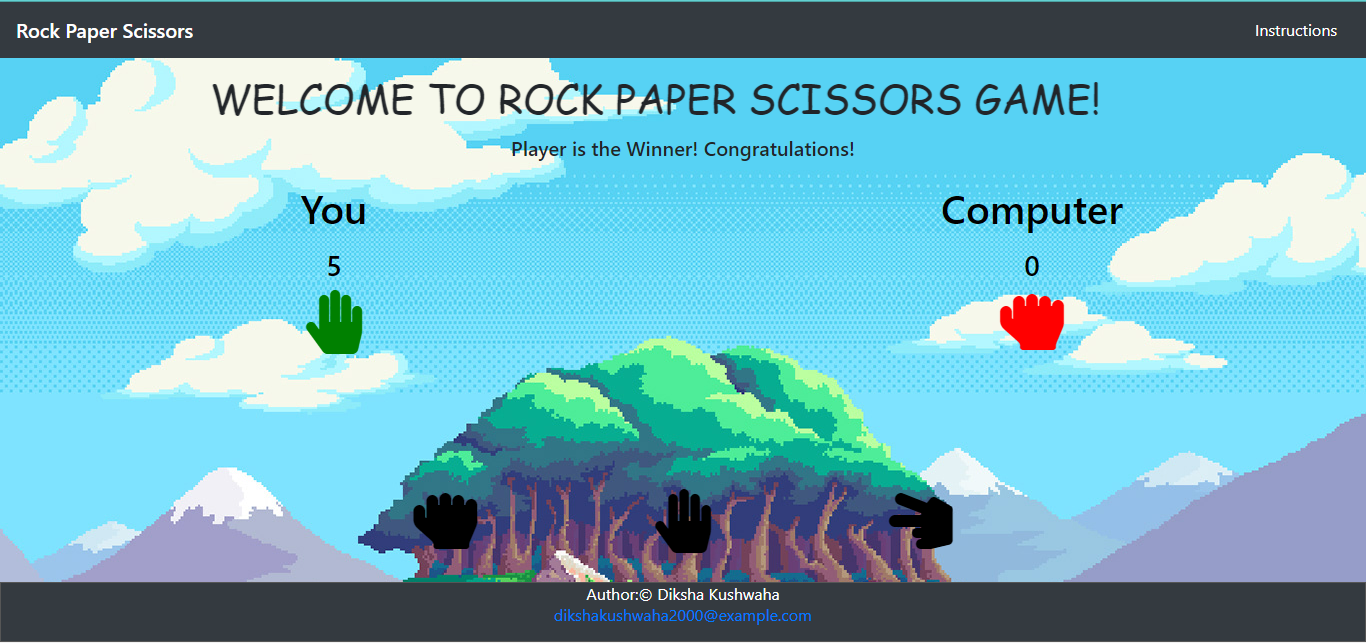 Rock Paper Scissors
Instructions
WELCOME TO ROCK PAPER SCISSORS GAME!
Player is the Winner! Congratulations!
You
Computer
5
0
Author:© Diksha Kushwaha
dikshakushwaha2000@example.com